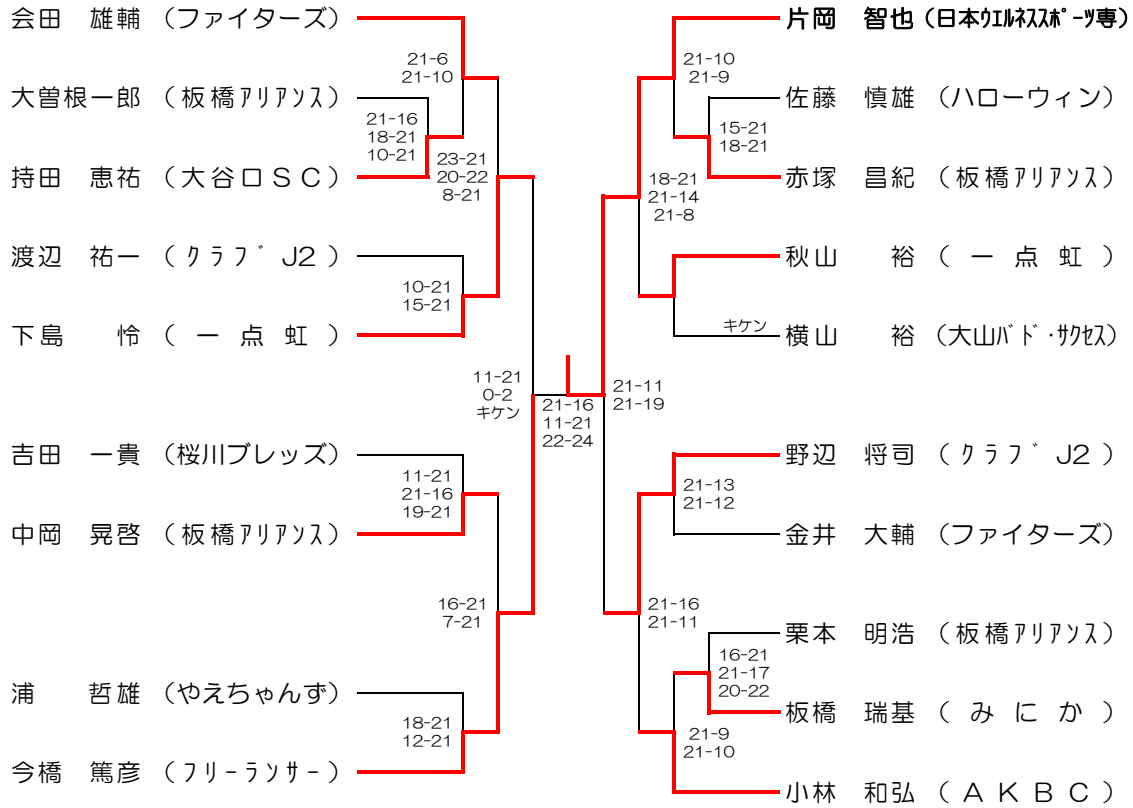 会田 雄輔 (ファイターズ)
21-6
21-10
大曽根一郎 (板橋アリアンス)
21-16
18-21
10-21
持田 恵祐 (大谷口SC)
23-21
20-22
8-21
渡辺 祐一 (クラブJ2)
10-21
15-21
下島 怜 (一点虹)
11-21
0-2
キケン
吉田 一貴 (桜川ブレッズ)
11-21
21-16
19-21
中岡 晃啓 (板橋アリアンス)
16-21
7-21
浦 哲雄 (やえちゃんず)
18-21
12-21
今橋 篤彦 (フリーランサー)
21-16
11-21
22-24
片岡 智也 (日本ウエルネススポーツ専)
21-10
21-9
佐藤 慎雄 (ハローウィン)
15-21
18-21
赤塚 昌紀 (板橋アリアンス)
18-21
21-14
21-8
秋山 裕 (一点虹)
キケン
横山 裕 (大山バド・サクセス)
21-11
21-19
野辺 将司 (クラブJ2)
21-13
21-12
金井 大輔 (ファイターズ)
21-16
21-11
栗本 明浩 (板橋アリアンス)
16-21
21-17
20-22
板橋 瑞基 (みにか)
21-9
21-10
小林 和弘 (AKBC)